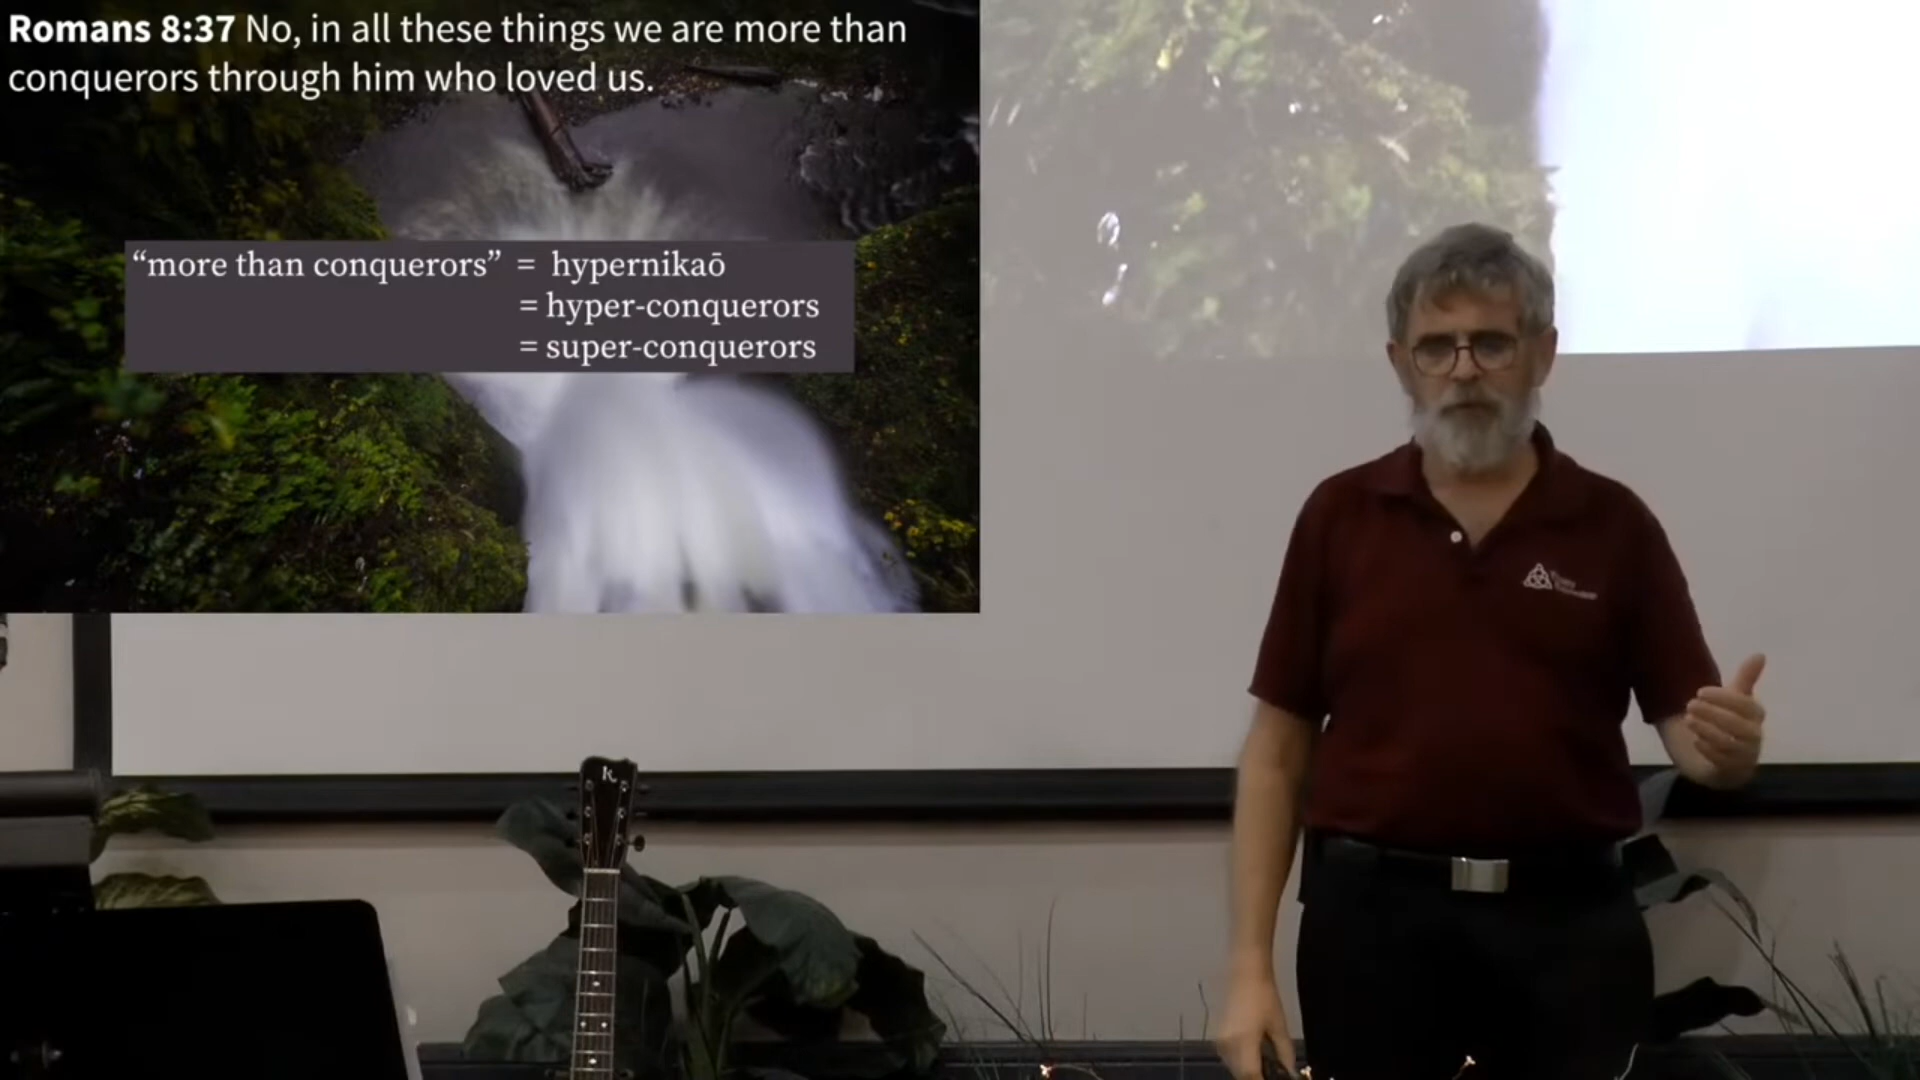 Romans 8:37 No, in all these things we are more than
conquerors through him who loved us.
“more than conquerors” = hypernikaō
= hyper-conquerors
= super-conquerors